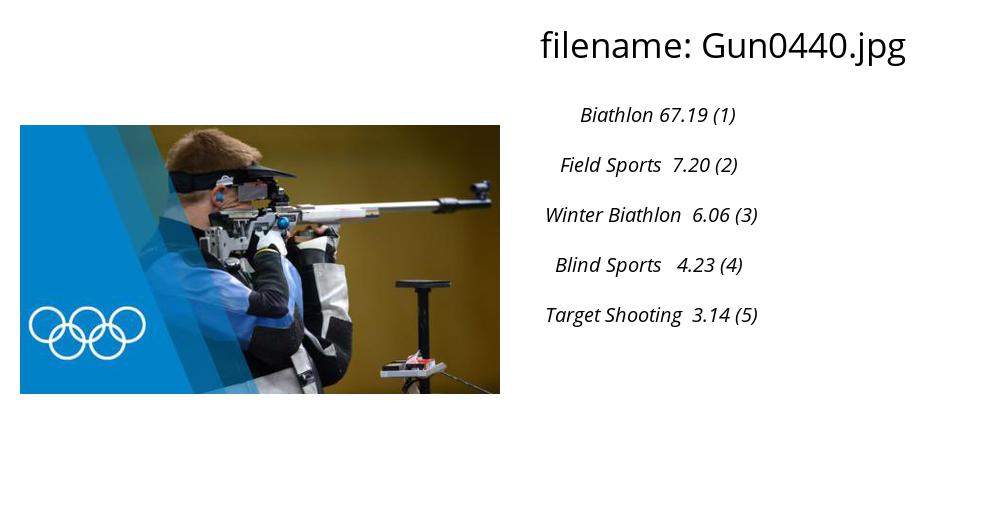 filename: Gun0440.jpg
Biathlon 67.19 (1)
Field Sports 7.20 (2)
Winter Biathlon 6.06 (3)
Blind Sports 4.23 (4)
Target Shooting 3.14 (5)